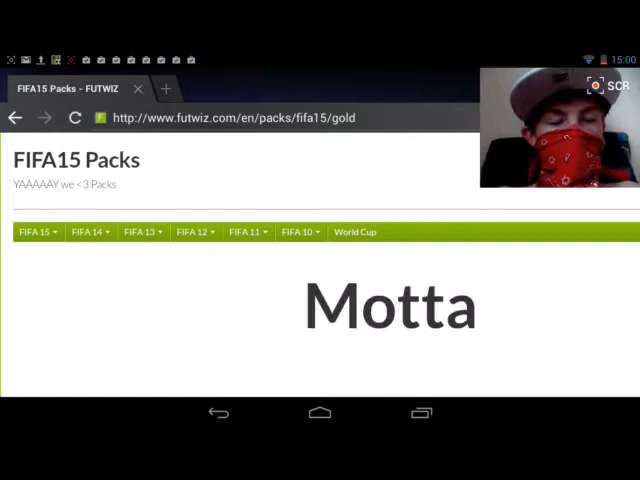 15:00
FIFA15 Packs - FUTWIZ
SCR
http://www.futwiz.com/en/packs/fifa15/gold
FIFA15 Packs
YAAAAAY we <3 Packs
FIFA 15 FIFA 14 FIFA 13 FIFA 12 FIFA 11 FIFA 10 World Cup
Motta